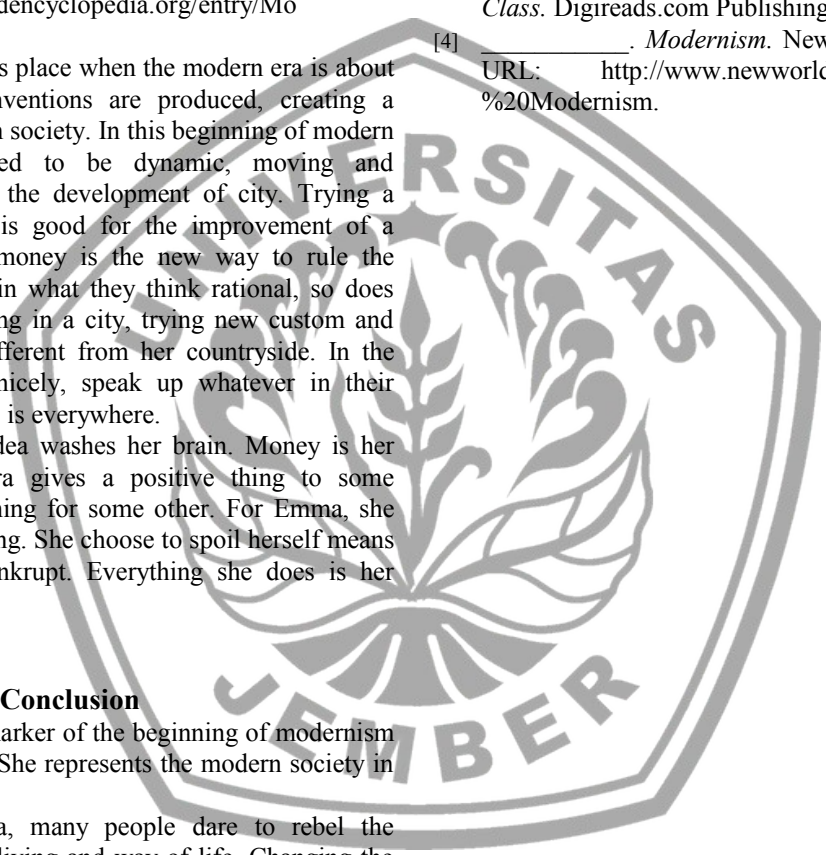 dencyclopedia.org/entry/Mo
s place when the modern era is about
nventions are produced, creating a
n society. In this beginning of modern
ed to be dynamic, moving and
the development of city. Trying a
is good for the improvement of a
money is the new way to rule the
in what they think rational, so does
ng in a city, trying new custom and
fferent from her countryside. In the
nicely, speak up whatever in their
is everywhere.
dea washes her brain. Money is her
ra gives a positive thing to some
ning for some other. For Emma, she
ng. She choose to spoil herself means
nkrupt. Everything she does is her
Conclusion
arker of the beginning of modernism
She represents the modern society in
a, many people dare to rebel the
living and way of life. Changing the
Class. Digireads.com Publishing
[4] ___________. Modernism. New
URL: http://www.newworld
%20Modernism.
UNIVERSITAS
JEMBER